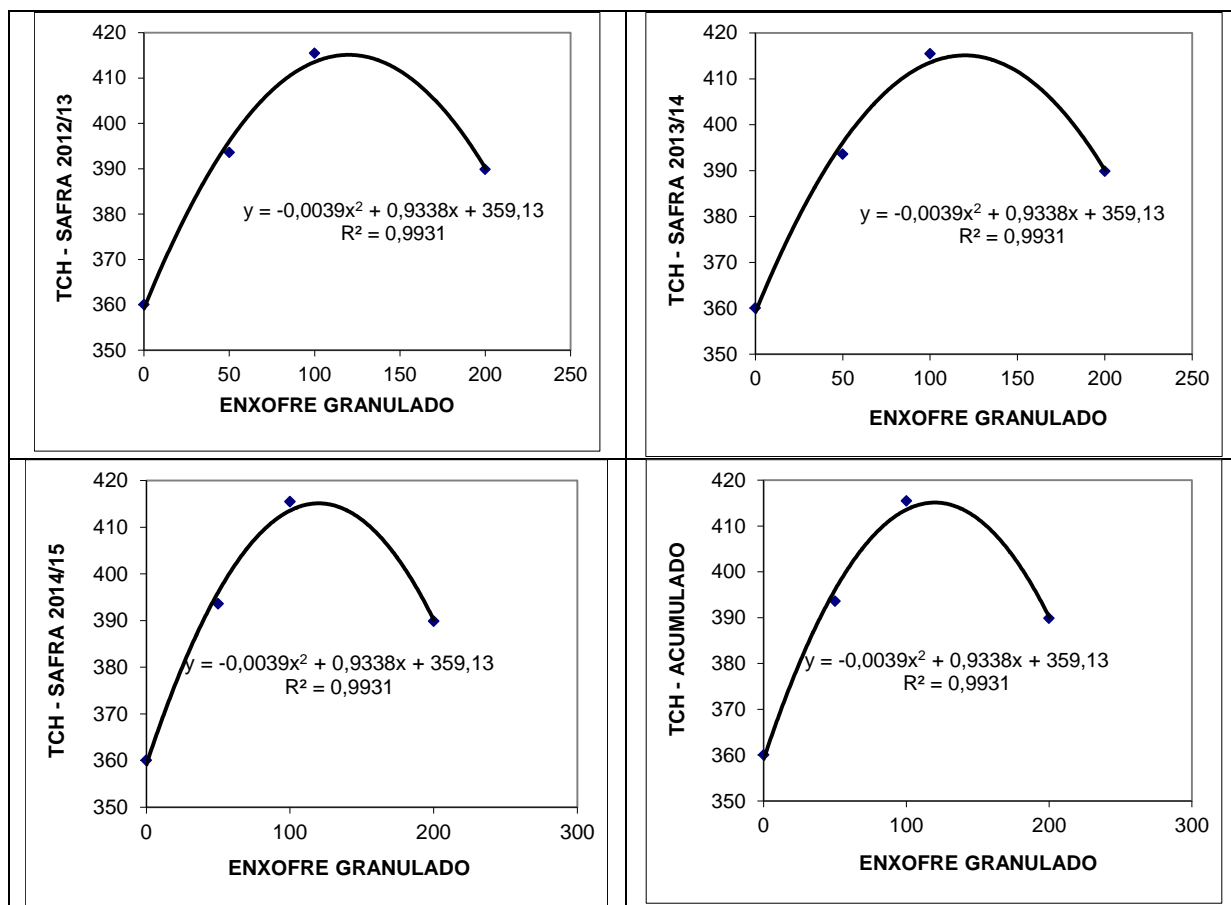 TCH - SAFRA 2012/13
420
410
400
390
380
370
360
350
y = -0,0039x² + 0,9338x + 359,13
R² = 0,9931
0 50 100 150 200 250
ENXOFRE GRANULADO
TCH - SAFRA 2013/14
420
410
400
390
380
370
360
350
y = -0,0039x² + 0,9338x + 359,13
R² = 0,9931
0 50 100 150 200 250
ENXOFRE GRANULADO
TCH - SAFRA 2014/15
420
410
400
390
380
370
360
350
y = -0,0039x² + 0,9338x + 359,13
R² = 0,9931
0 100 200 300
ENXOFRE GRANULADO
TCH - ACUMULADO
420
410
400
390
380
370
360
350
y = -0,0039x² + 0,9338x + 359,13
R² = 0,9931
0 100 200 300
ENXOFRE GRANULADO